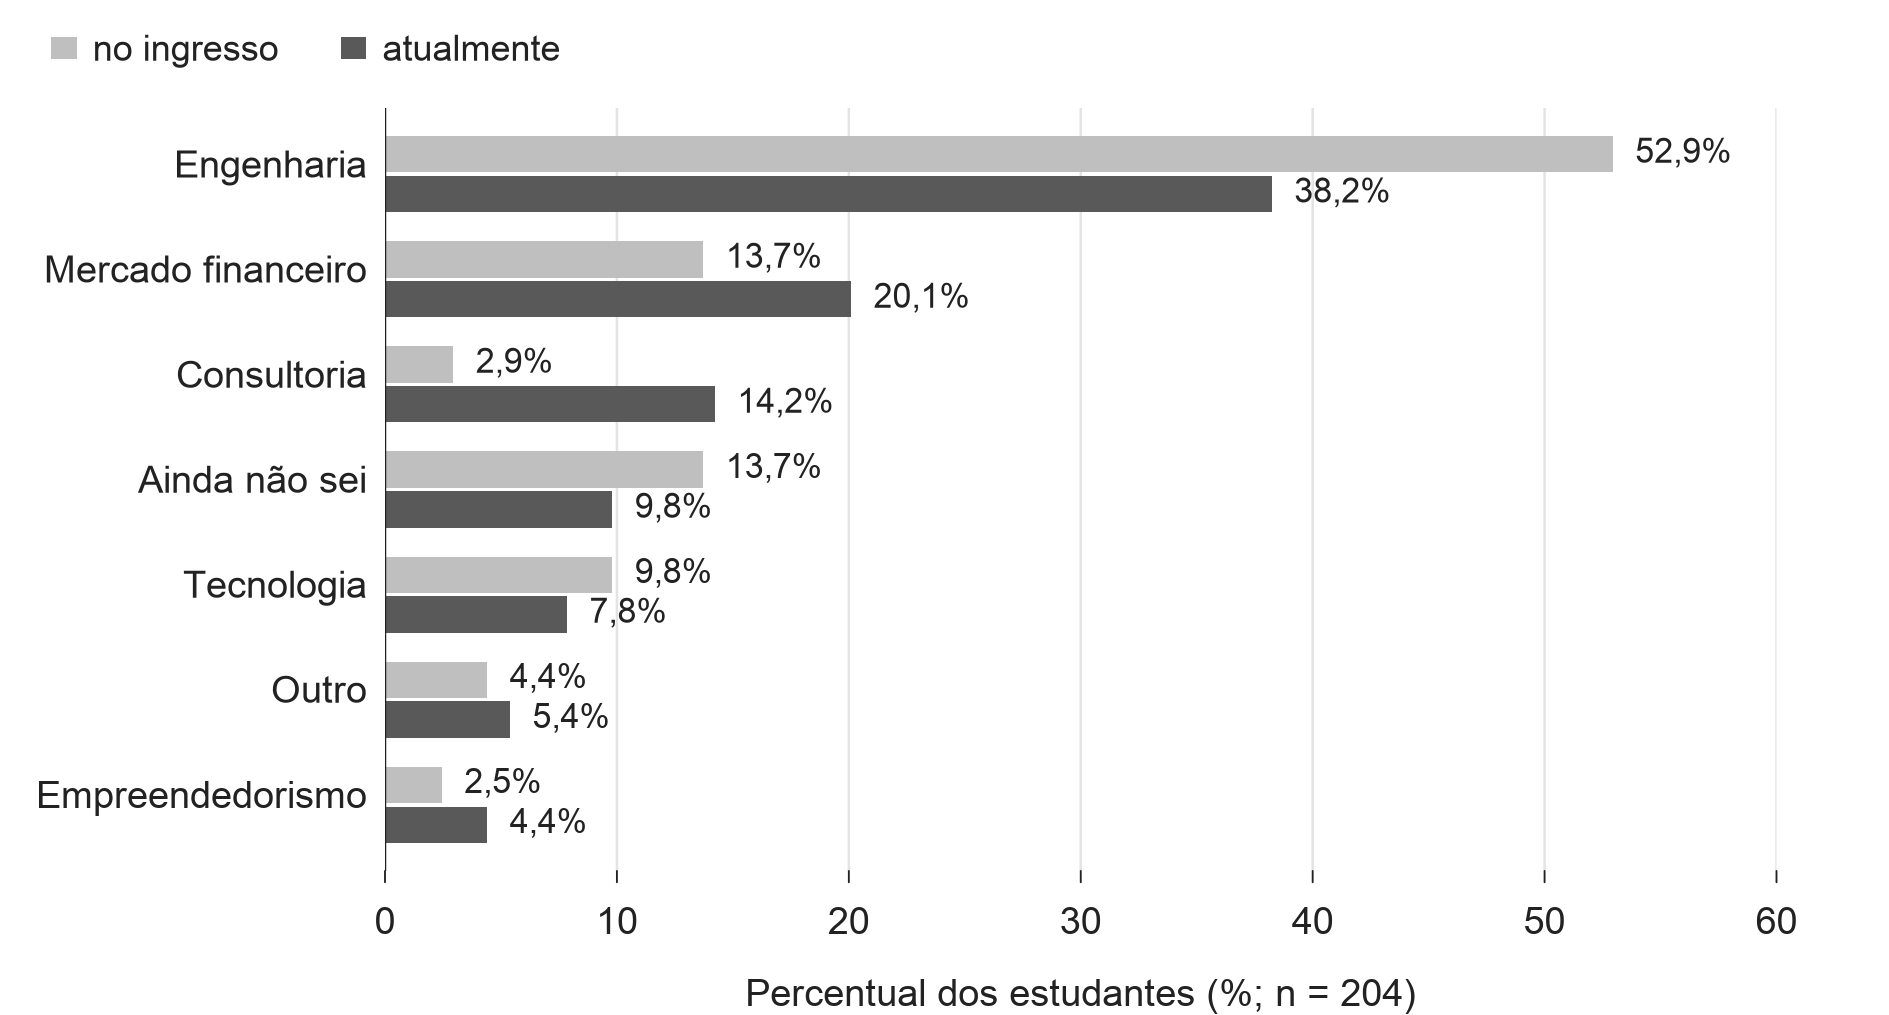 no ingresso
atualmente
Engenharia
52,9%
38,2%
Mercado financeiro
13,7%
20,1%
Consultoria
2,9%
14,2%
Ainda não sei
13,7%
9,8%
Tecnologia
9,8%
7,8%
Outro
4,4%
5,4%
Empreendedorismo
2,5%
4,4%
0 10 20 30 40 50 60
Percentual dos estudantes (%; n = 204)